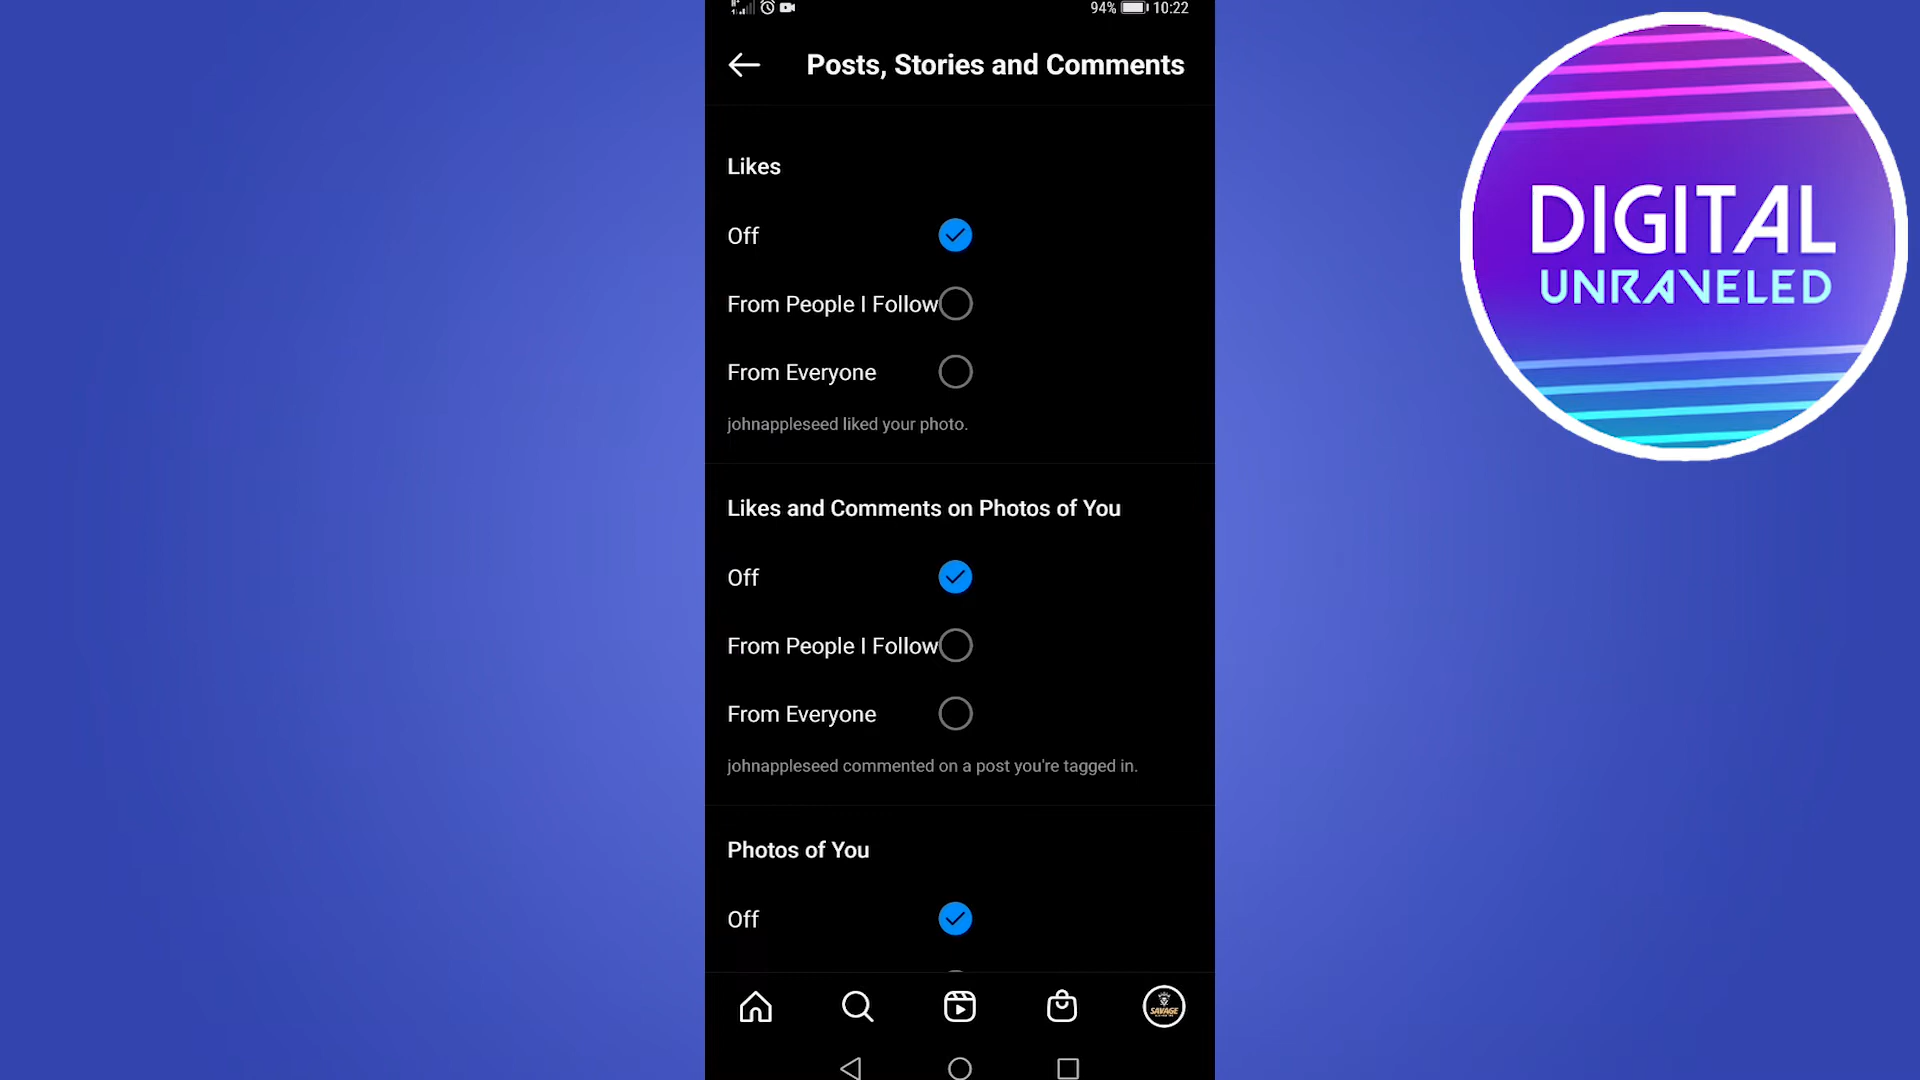 94% 10:22
Posts, Stories and Comments
Likes
Off
From People I Follow
From Everyone
johnappleseed liked your photo.
Likes and Comments on Photos of You
Off
From People I Follow
From Everyone
johnappleseed commented on a post you're tagged in.
Photos of You
Off
SAVAGE
DIGITAL
UNRAVELED